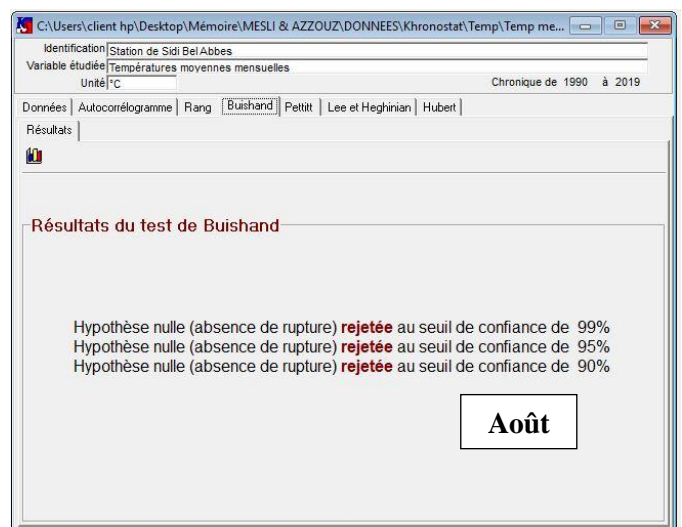 C:\Users\client hp\Desktop\Mémoire\MESLI & AZZOUZ\DONNEES\Khronostat\Temp\Temp me...
Identification Station de Sidi Bel Abbes
Variable étudiée Températures moyennes mensuelles
Unité °C Chronique de 1990 à 2019
Données Autocorrélogramme Rang Buishand Pettitt Lee et Heghinian Hubert
Résultats
Résultats du test de Buishand
Hypothèse nulle (absence de rupture) rejetée au seuil de confiance de 99%
Hypothèse nulle (absence de rupture) rejetée au seuil de confiance de 95%
Hypothèse nulle (absence de rupture) rejetée au seuil de confiance de 90%
Août